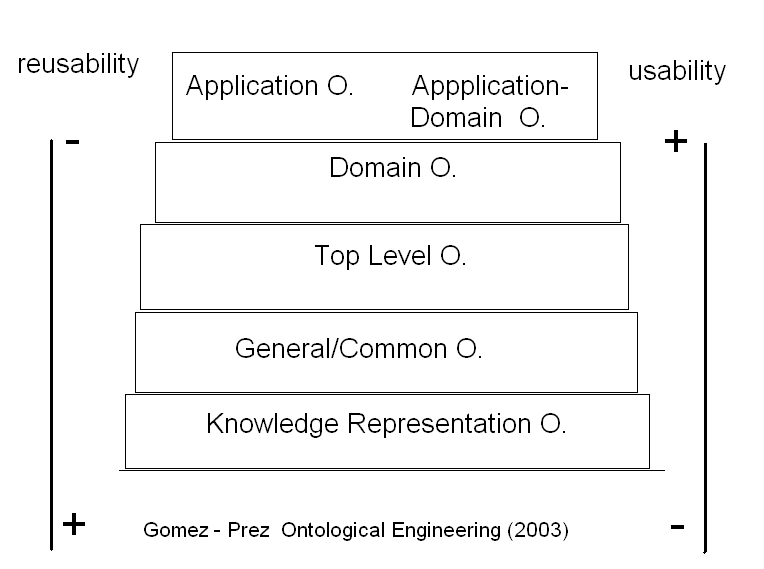 reusability
usability
Application O.
Appplication-
Domain O.
-
+
Domain O.
Top Level O.
General/Common O.
Knowledge Representation O.
+
-
Gomez - Prez Ontological Engineering (2003)